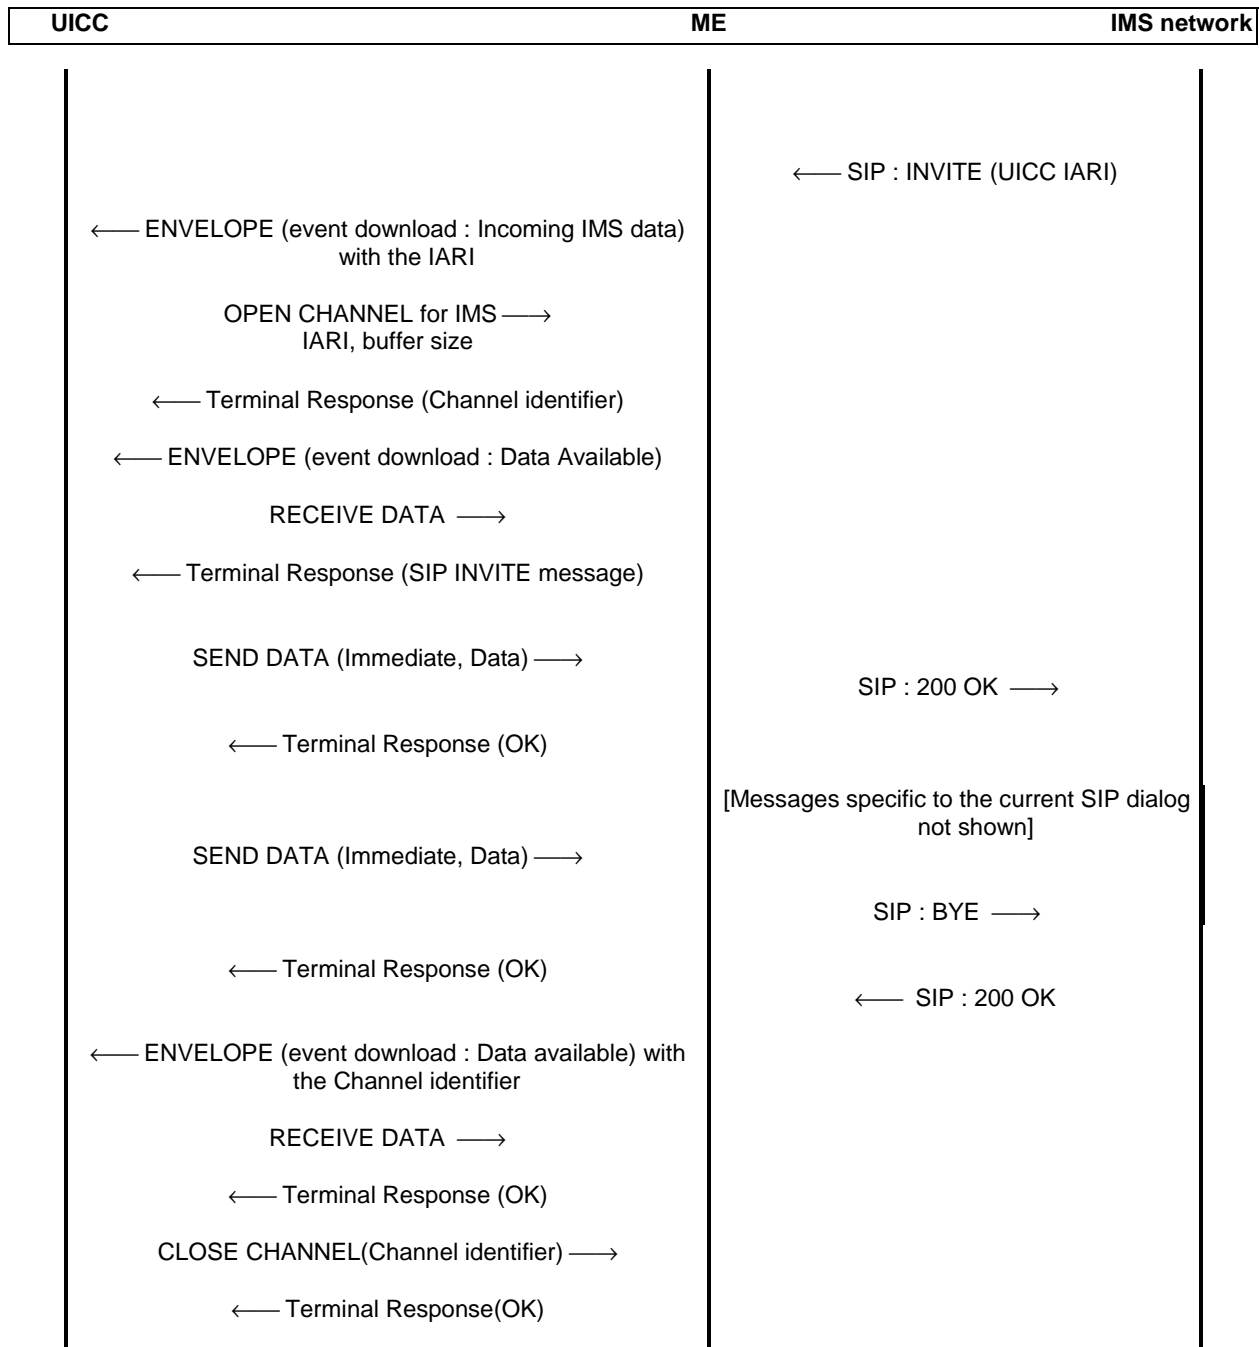 UICC ME IMS network
← SIP : INVITE (UICC IARI)
← ENVELOPE (event download : Incoming IMS data)
with the IARI
OPEN CHANNEL for IMS →
IARI, buffer size
← Terminal Response (Channel identifier)
← ENVELOPE (event download : Data Available)
RECEIVE DATA →
← Terminal Response (SIP INVITE message)
SEND DATA (Immediate, Data) →
SIP : 200 OK →
← Terminal Response (OK)
[Messages specific to the current SIP dialog
not shown]
SEND DATA (Immediate, Data) →
SIP : BYE →
← Terminal Response (OK)
← SIP : 200 OK
← ENVELOPE (event download : Data available) with
the Channel identifier
RECEIVE DATA →
← Terminal Response (OK)
CLOSE CHANNEL(Channel identifier) →
← Terminal Response(OK)